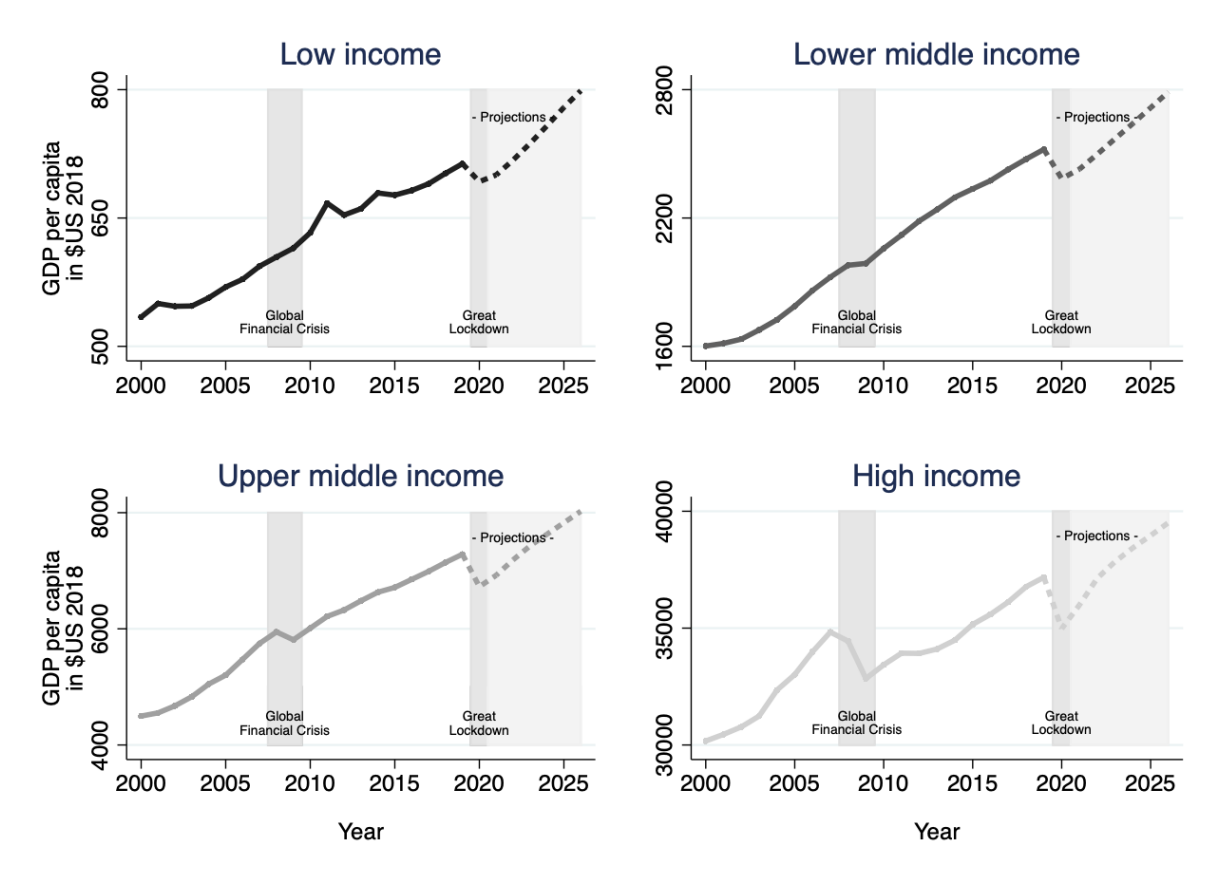 Low income
800
650
500
GDP per capita
in $US 2018
- Projections -
Global
Financial Crisis
Great
Lockdown
2000 2005 2010 2015 2020 2025
Lower middle income
2800
2200
1600
- Projections -
Global
Financial Crisis
Great
Lockdown
2000 2005 2010 2015 2020 2025
Upper middle income
8000
6000
4000
GDP per capita
in $US 2018
- Projections -
Global
Financial Crisis
Great
Lockdown
2000 2005 2010 2015 2020 2025
Year
High income
40000
35000
30000
- Projections -
Global
Financial Crisis
Great
Lockdown
2000 2005 2010 2015 2020 2025
Year